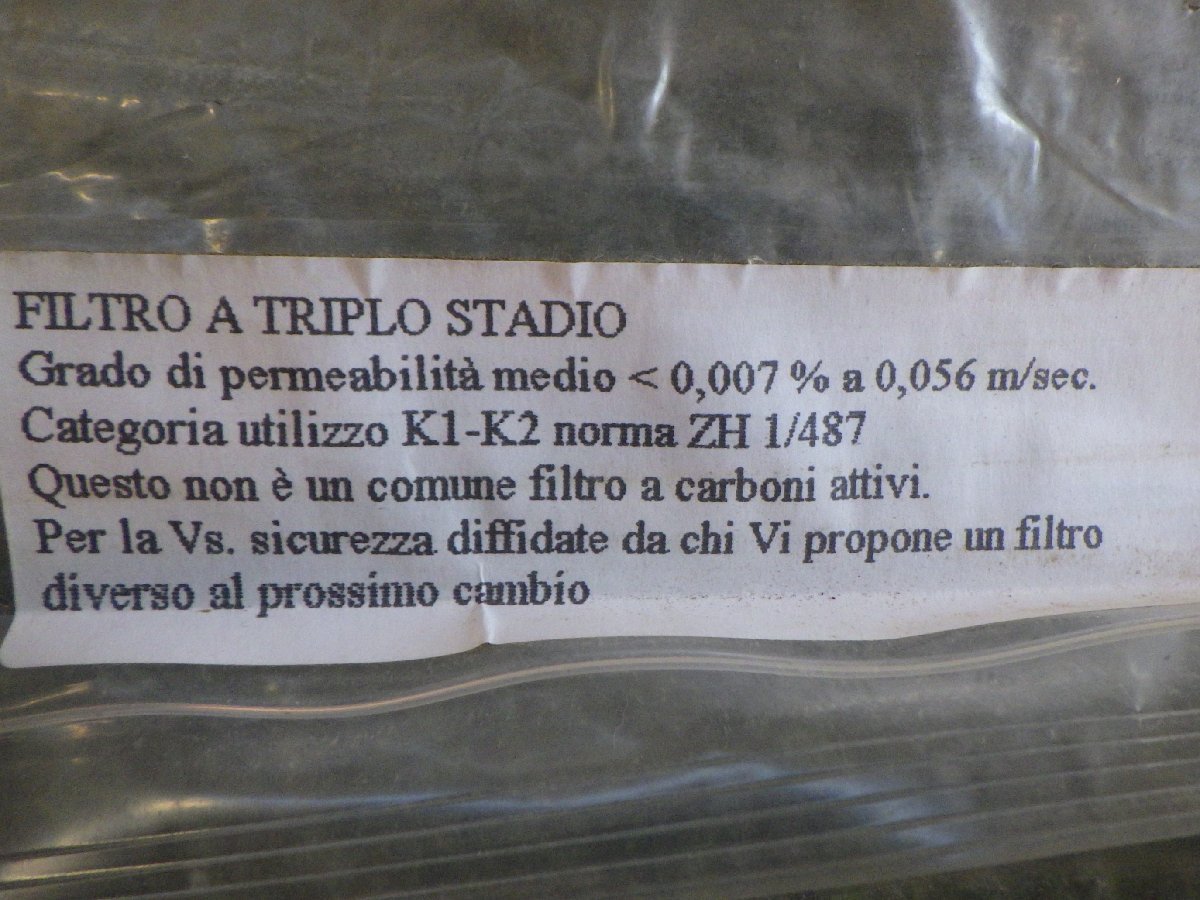 FILTRO A TRIPLO STADIO
Grado di permeabilità medio < 0,007 % a 0,056 m/sec.
Categoria utilizzo K1-K2 norma ZH 1/487
Questo non è un comune filtro a carboni attivi.
Per la Vs. sicurezza diffidate da chi Vi propone un filtro
diverso al prossimo cambio